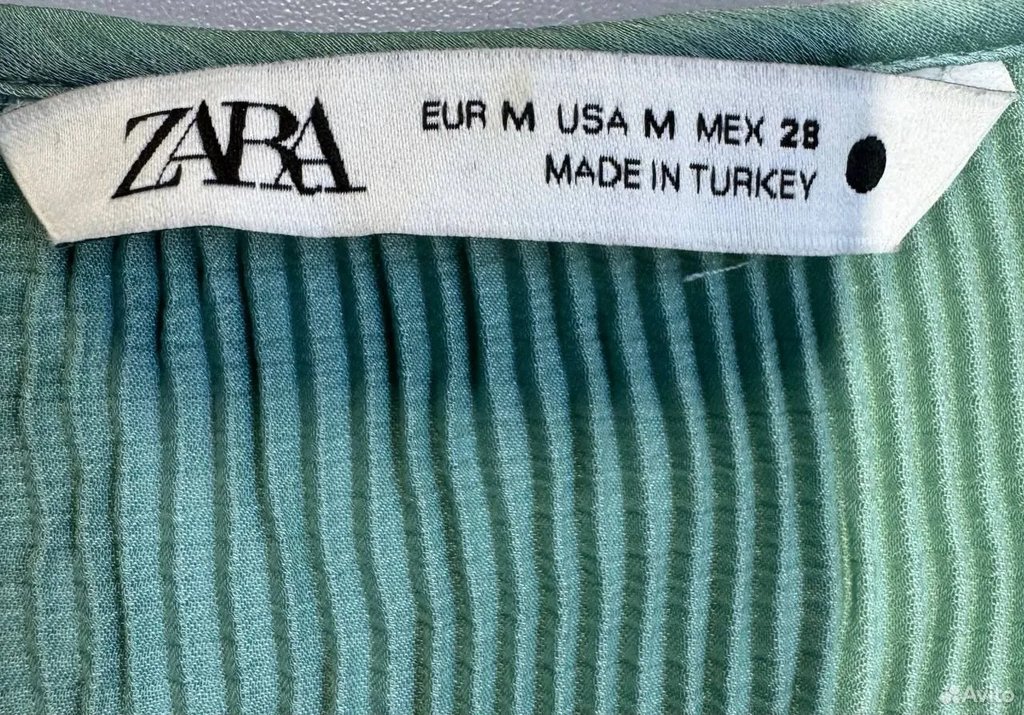 ZARA
EUR M USA M MEX 28
MADE IN TURKEY
Avito